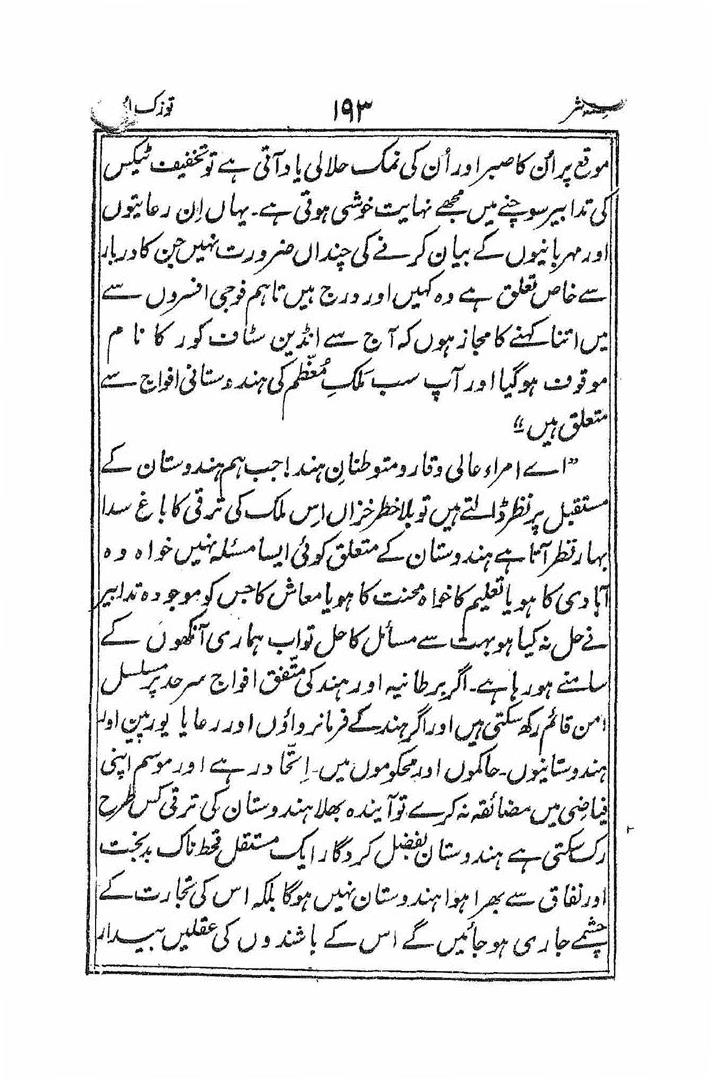 ۱۹۳
توزک
موقع پر اُن کا صبر اور اُن کی نمک حلالی یاد آتی ہے تو تخفیف ٹیکس
کی تدابیر سوچنے میں مجھے نہایت خوشی ہوتی ہے۔ یہاں اِن رعایتوں
اور مہربانیوں کے بیان کرنے کی چنداں ضرورت نہیں جن کا دربار
سے خاص تعلق ہے وہ کہیں اور درج ہیں تاہم فوجی افسروں سے
میں اتنا کہنے کا مجاز ہوں کہ آج سے انڈین سٹاف کور کا نام
موقوف ہو گیا اور آپ سب مَلکِ مُعظّم کی ہندوستانی افواج سے
متعلق ہیں“
”اے امراء عالی وقار و متوطنانِ ہند! جب ہم ہندوستان کے
مستقبل پر نظر ڈالتے ہیں تو بلا خطر خزاں اِس ملک کی ترقی کا باغ سدا
بہار نظر آتا ہے ہندوستان کے متعلق کوئی ایسا مسئلہ نہیں خواہ وہ
آبادی کا ہو یا تعلیم کا خواہ محنت کا ہو یا معاش کا جس کو موجودہ تدابیر
نے حل نہ کیا ہو بہت سے مسائل کا حل تو اب ہماری آنکھوں کے
سامنے ہو رہا ہے۔ اگر برطانیہ اور ہند کی متّفق افواج سرحد پر مسلسل
امن قائم رکھ سکتی ہیں اور اگر ہند کے فرمانرواؤں اور رعایا یورپین اور
ہندوستانیوں۔ حاکموں اور محکوموں میں۔ اِتّحاد رہے اور موسم اپنی
فیاضی میں مضائقہ نہ کرے تو آیندہ بھلا ہندوستان کی ترقی کس طرح
رک سکتی ہے ہندوستان بفضل کردگار ایک مستقل قحط ناک بدبخت
اور نفاق سے بھرا ہوا ہندوستان نہیں ہوگا بلکہ اس کی تجارت کے
چشمے جاری ہو جائیں گے اس کے باشندوں کی عقلیں بیدار